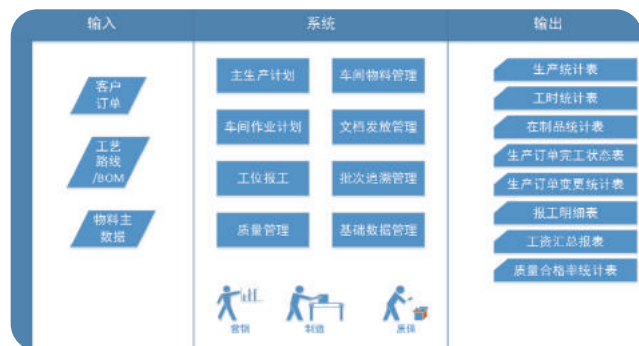 输入
系统
输出
客户
订单
工艺
路线
/BOM
物料主
数据
主生产计划
车间物料管理
车间作业计划
文档发放管理
工位报工
批次追溯管理
质量管理
基础数据管理
营销
制造
质保
生产统计表
工时统计表
在制品统计表
生产订单完工状态表
生产订单变更统计表
报工明细表
工资汇总报表
质量合格率统计表